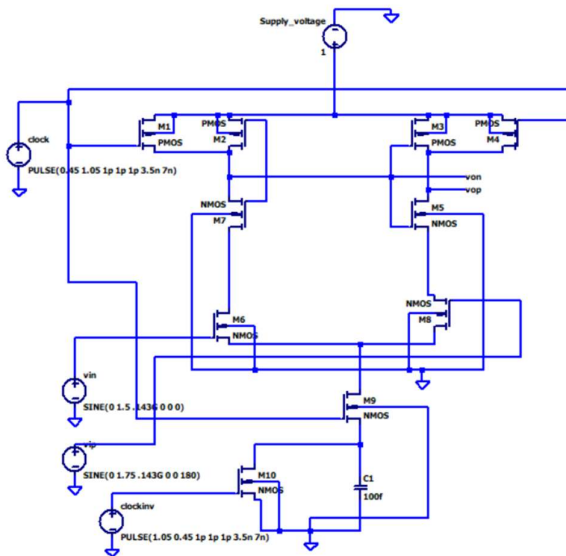 Supply_voltage
1
clock
PULSE(0.45 1.05 1p 1p 1p 3.5n 7n)
M1
PMOS
PMOS
M2
M3
PMOS
PMOS
M4
von
vop
NMOS
M7
M5
NMOS
M6
NMOS
NMOS
M8
vin
SINE(0 1.5 .143G 0 0 0)
M9
NMOS
vip
SINE(0 1.75 .143G 0 0 180)
M10
NMOS
C1
100f
clockinv
PULSE(1.05 0.45 1p 1p 1p 3.5n 7n)